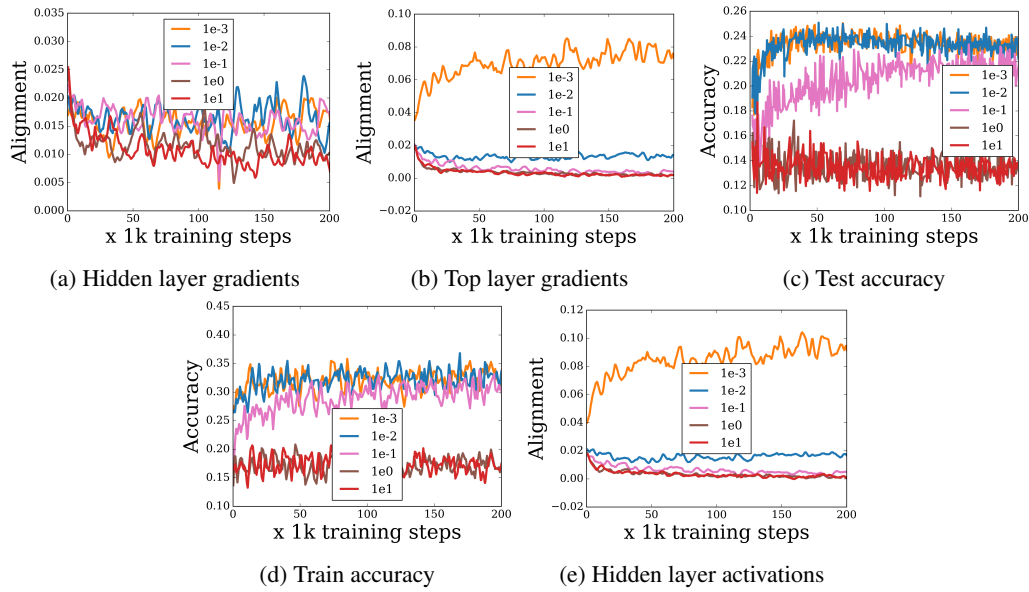 0.035
0.030
0.025
0.020
0.015
0.010
0.005
0.000
Alignment
1e-3
1e-2
1e-1
1e0
1e1
0 50 100 150 200
x 1k training steps
(a) Hidden layer gradients
0.10
0.08
0.06
0.04
0.02
0.00
−0.02
Alignment
1e-3
1e-2
1e-1
1e0
1e1
0 50 100 150 200
x 1k training steps
(b) Top layer gradients
0.26
0.24
0.22
0.20
0.18
0.16
0.14
0.12
0.10
Accuracy
1e-3
1e-2
1e-1
1e0
1e1
0 50 100 150 200
x 1k training steps
(c) Test accuracy
0.45
0.40
0.35
0.30
0.25
0.20
0.15
0.10
Accuracy
1e-3
1e-2
1e-1
1e0
1e1
0 50 100 150 200
x 1k training steps
(d) Train accuracy
0.12
0.10
0.08
0.06
0.04
0.02
0.00
−0.02
Alignment
1e-3
1e-2
1e-1
1e0
1e1
0 50 100 150 200
x 1k training steps
(e) Hidden layer activations